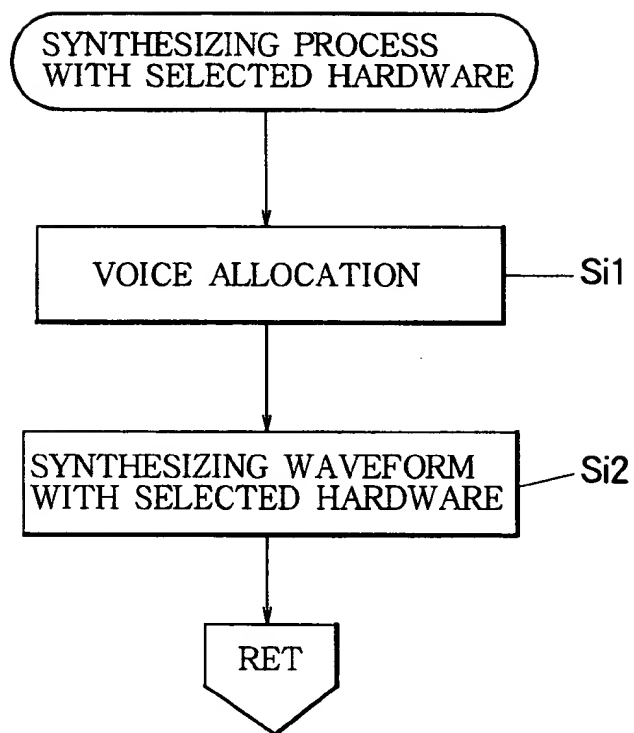 SYNTHESIZING PROCESS
WITH SELECTED HARDWARE
VOICE ALLOCATION
Si1
SYNTHESIZING WAVEFORM
WITH SELECTED HARDWARE
Si2
RET